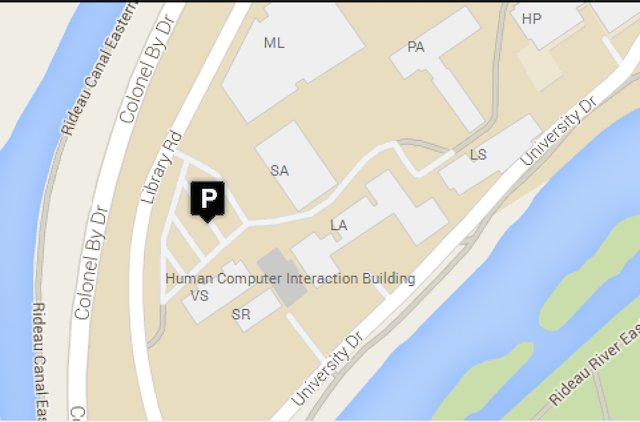 HP
ML
PA
Rideau Canal Eastern
Colonel By Dr
University Dr
Library Rd
LS
SA
P
LA
Colonel By Dr
Human Computer Interaction Building
VS
SR
Rideau Canal Eas
University Dr
Rideau River Eas
C